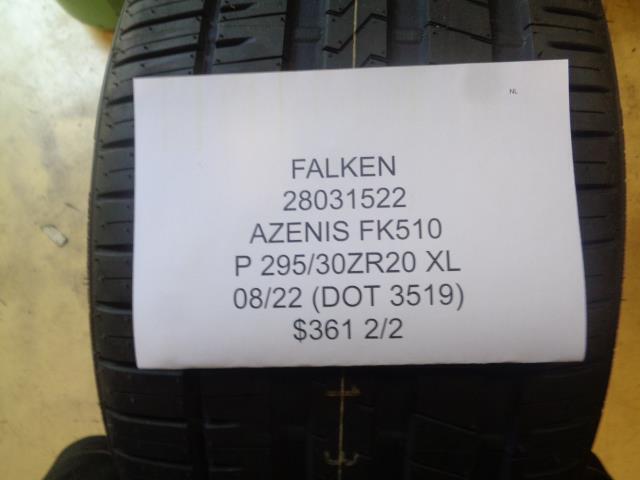 NL
FALKEN
28031522
AZENIS FK510
P 295/30ZR20 XL
08/22 (DOT 3519)
$361 2/2